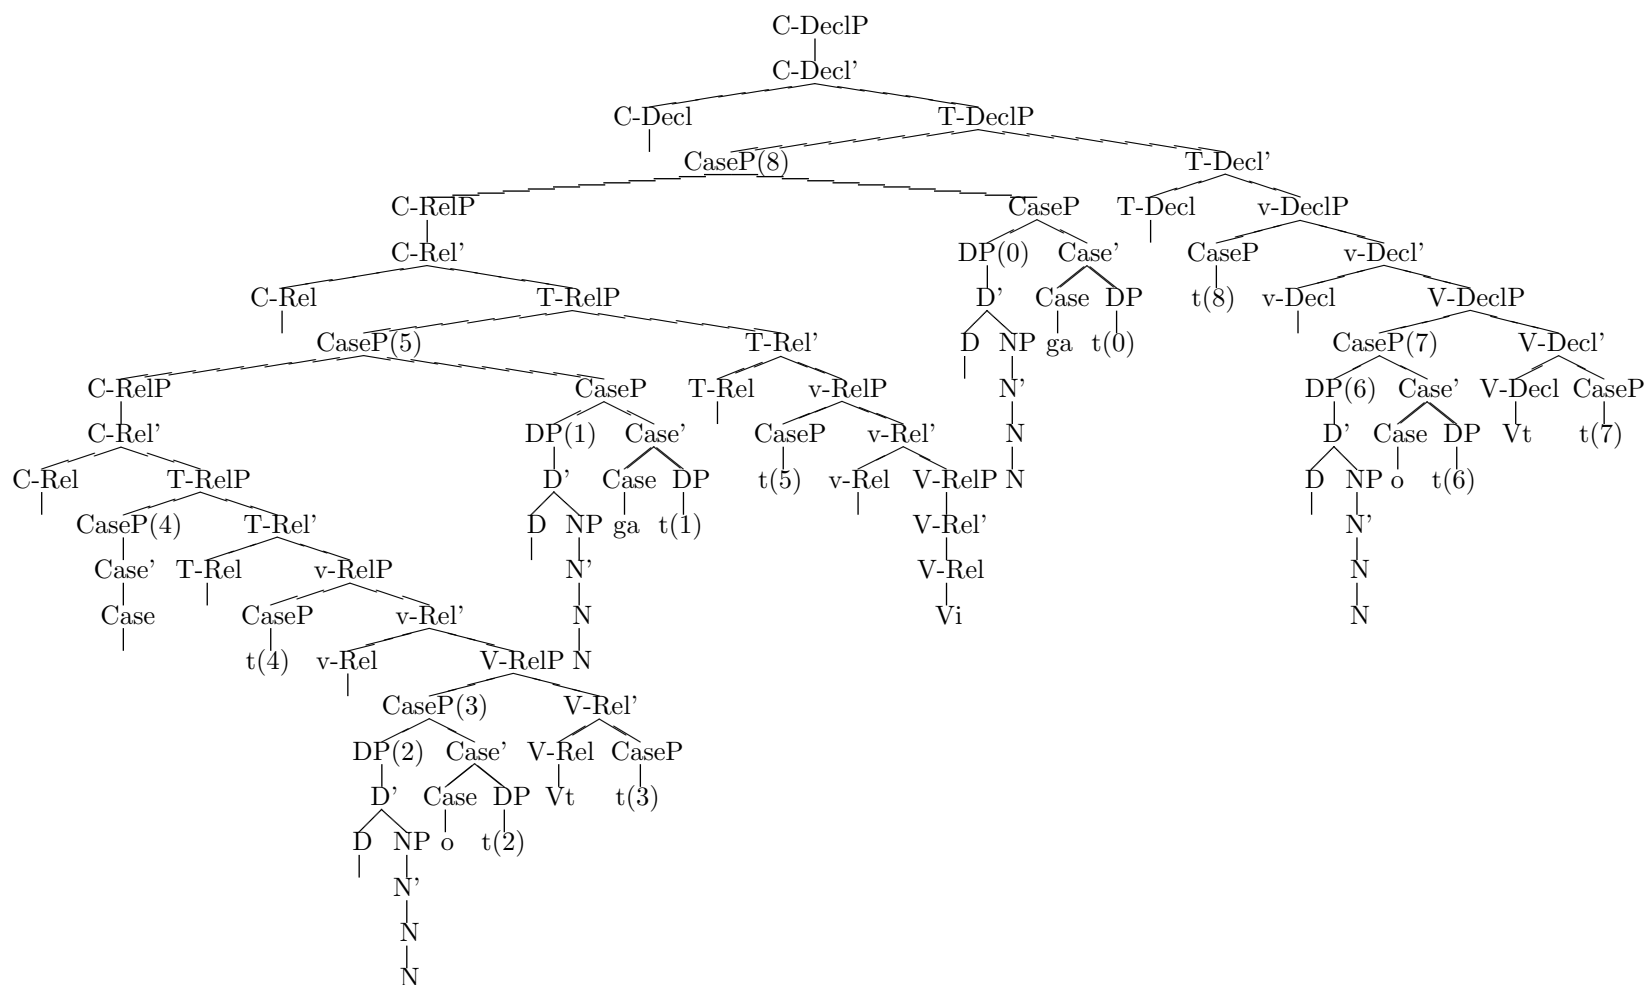 C-DeclP
C-Decl’
C-Decl T-DeclP
CaseP(8) T-Decl’
C-RelP CaseP T-Decl v-DeclP
C-Rel’ DP(0) Case’ CaseP v-Decl’
C-Rel T-RelP D’ Case DP t(8) v-Decl V-DeclP
CaseP(5) T-Rel’ D NP ga t(0) CaseP(7) V-Decl’
C-RelP CaseP T-Rel v-RelP N’ DP(6) Case’ V-Decl CaseP
C-Rel’ DP(1) Case’ CaseP v-Rel’ N D’ Case DP Vt t(7)
C-Rel T-RelP D’ Case DP t(5) v-Rel V-RelP N D NP o t(6)
CaseP(4) T-Rel’ D NP ga t(1) V-Rel’ N’
Case’ T-Rel v-RelP N’ V-Rel N
Case CaseP v-Rel’ N Vi N
t(4) v-Rel V-RelP N
CaseP(3) V-Rel’
DP(2) Case’ V-Rel CaseP
D’ Case DP Vt t(3)
D NP o t(2)
N’
N
N